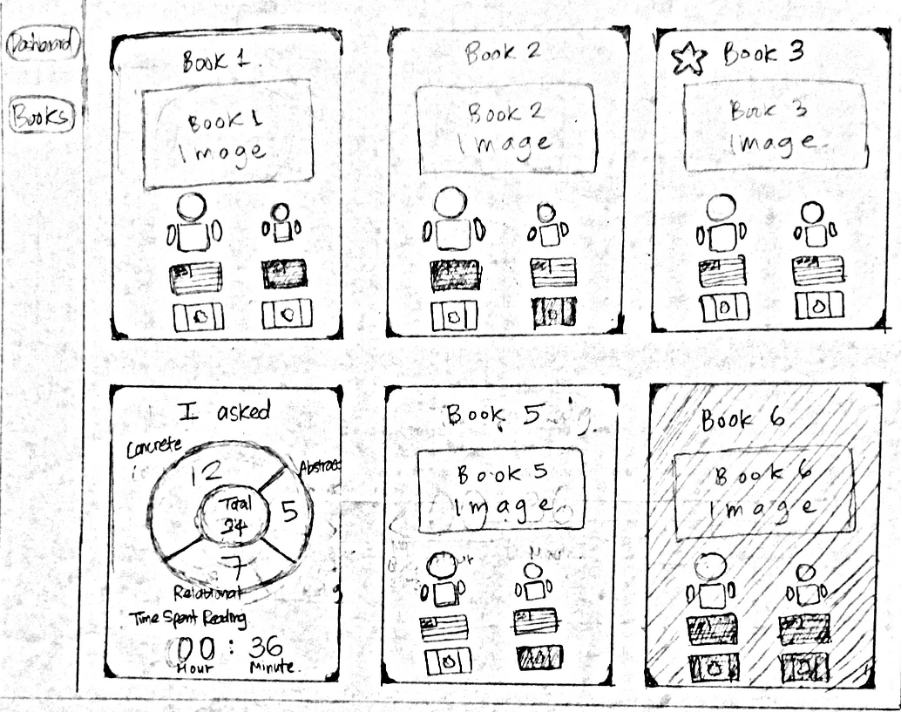 Dashboard
Books
Book 1.
Book 1
Image
Book 2
Book 2
Image
Book 3
Book 3
Image
I asked
Concrete
12
Abstract
5
Total
24
7
Relational
Time Spent Reading
00 : 36
Hour Minute.
Book 5
Book 5
Image
Book 6
Book 6
Image